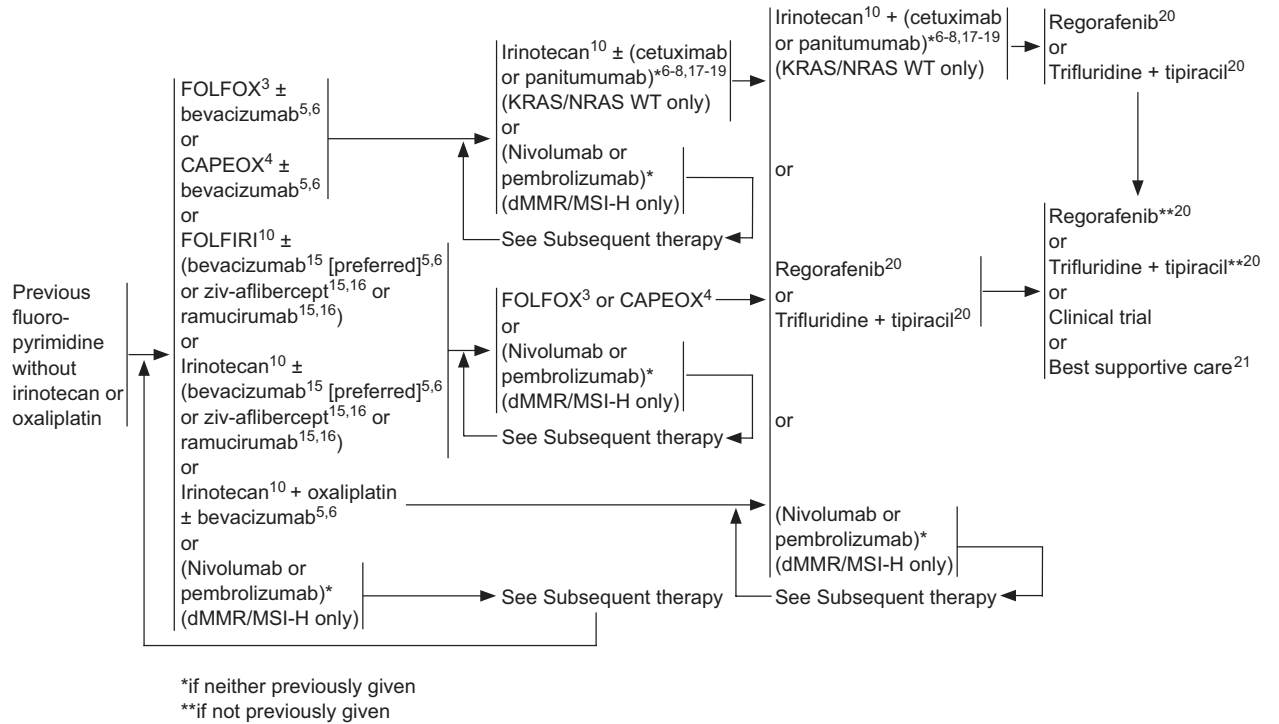 Previous
fluoro-
pyrimidine
without
irinotecan or
oxaliplatin
FOLFOX³ ±
bevacizumab⁵,⁶
or
CAPEOX⁴ ±
bevacizumab⁵,⁶
or
FOLFIRI¹⁰ ±
(bevacizumab¹⁵ [preferred]⁵,⁶
or ziv-aflibercept¹⁵,¹⁶ or
ramucirumab¹⁵,¹⁶)
or
Irinotecan¹⁰ ±
(bevacizumab¹⁵ [preferred]⁵,⁶
or ziv-aflibercept¹⁵,¹⁶ or
ramucirumab¹⁵,¹⁶)
or
Irinotecan¹⁰ + oxaliplatin
± bevacizumab⁵,⁶
or
(Nivolumab or
pembrolizumab)*
(dMMR/MSI-H only)
Irinotecan¹⁰ ± (cetuximab
or panitumumab)*⁶⁻⁸,¹⁷⁻¹⁹
(KRAS/NRAS WT only)
or
(Nivolumab or
pembrolizumab)*
(dMMR/MSI-H only)
See Subsequent therapy
FOLFOX³ or CAPEOX⁴
or
(Nivolumab or
pembrolizumab)*
(dMMR/MSI-H only)
See Subsequent therapy
See Subsequent therapy
Irinotecan¹⁰ + (cetuximab
or panitumumab)*⁶⁻⁸,¹⁷⁻¹⁹
(KRAS/NRAS WT only)
or
Regorafenib²⁰
or
Trifluridine + tipiracil²⁰
or
(Nivolumab or
pembrolizumab)*
(dMMR/MSI-H only)
See Subsequent therapy
Regorafenib²⁰
or
Trifluridine + tipiracil²⁰
Regorafenib**²⁰
or
Trifluridine + tipiracil**²⁰
or
Clinical trial
or
Best supportive care²¹
*if neither previously given
**if not previously given